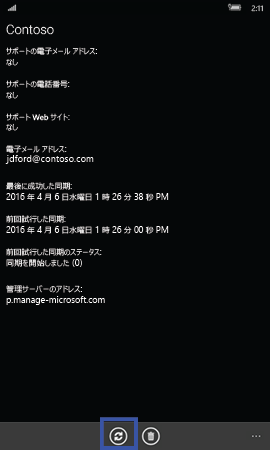 2:11
Contoso
サポートの電子メール アドレス:
なし
サポートの電話番号:
なし
サポート Web サイト:
なし
電子メール アドレス:
jdford@contoso.com
最後に成功した同期:
2016 年 4 月 6 日水曜日 1 時 26 分 38 秒 PM
前回試行した同期:
2016 年 4 月 6 日水曜日 1 時 26 分 00 秒 PM
前回試行した同期のステータス:
同期を開始しました (0)
管理サーバーのアドレス:
p.manage-microsoft.com